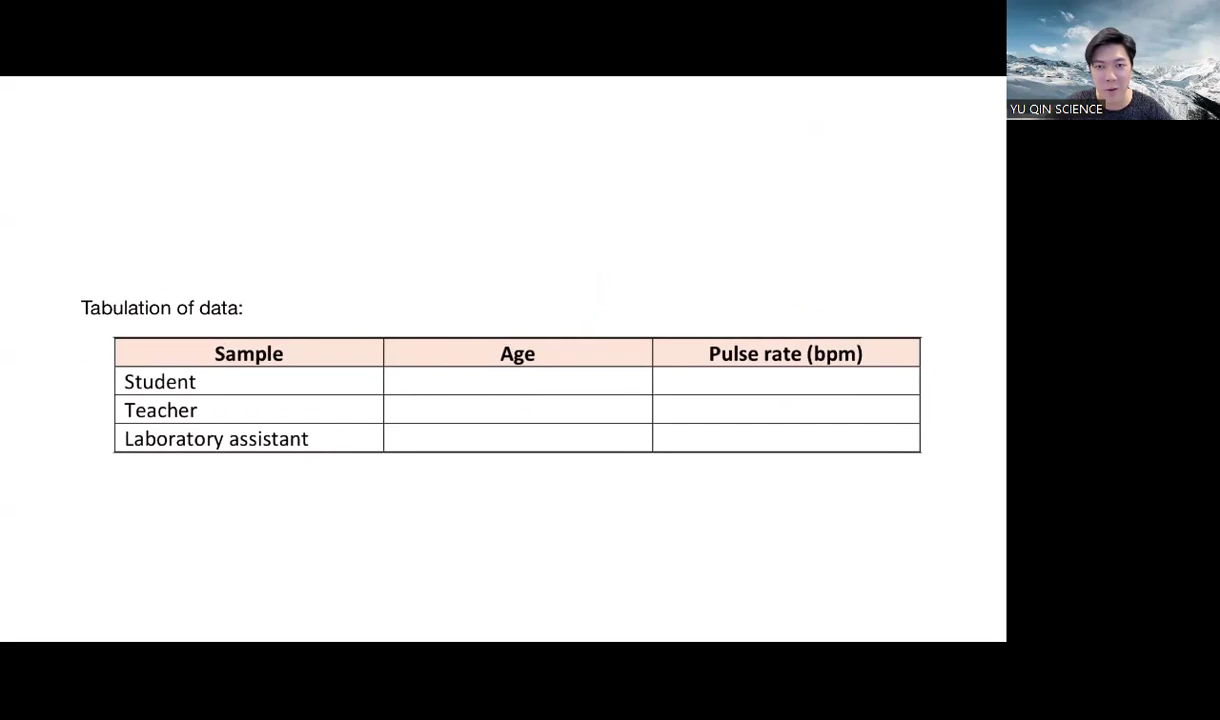 YU QIN SCIENCE
Tabulation of data:
Sample Age Pulse rate (bpm)
Student
Teacher
Laboratory assistant